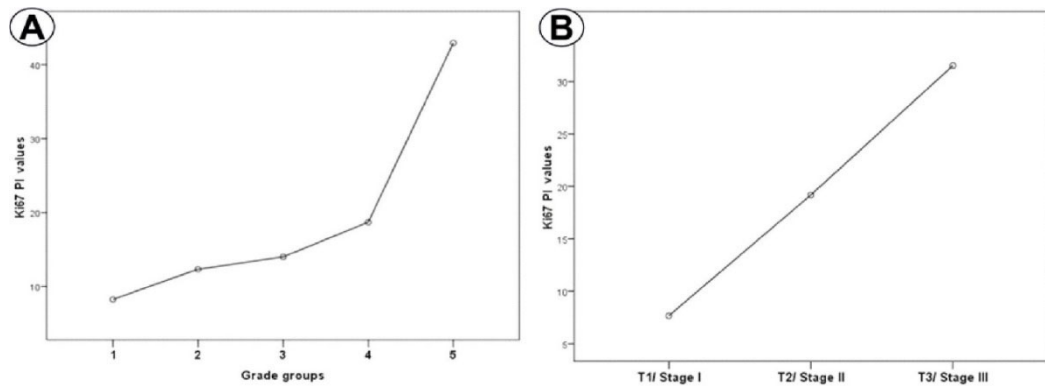 A
Ki67 PI values
40
30
20
10
1 2 3 4 5
Grade groups
B
Ki67 PI values
30
25
20
15
10
5
T1/ Stage I T2/ Stage II T3/ Stage III